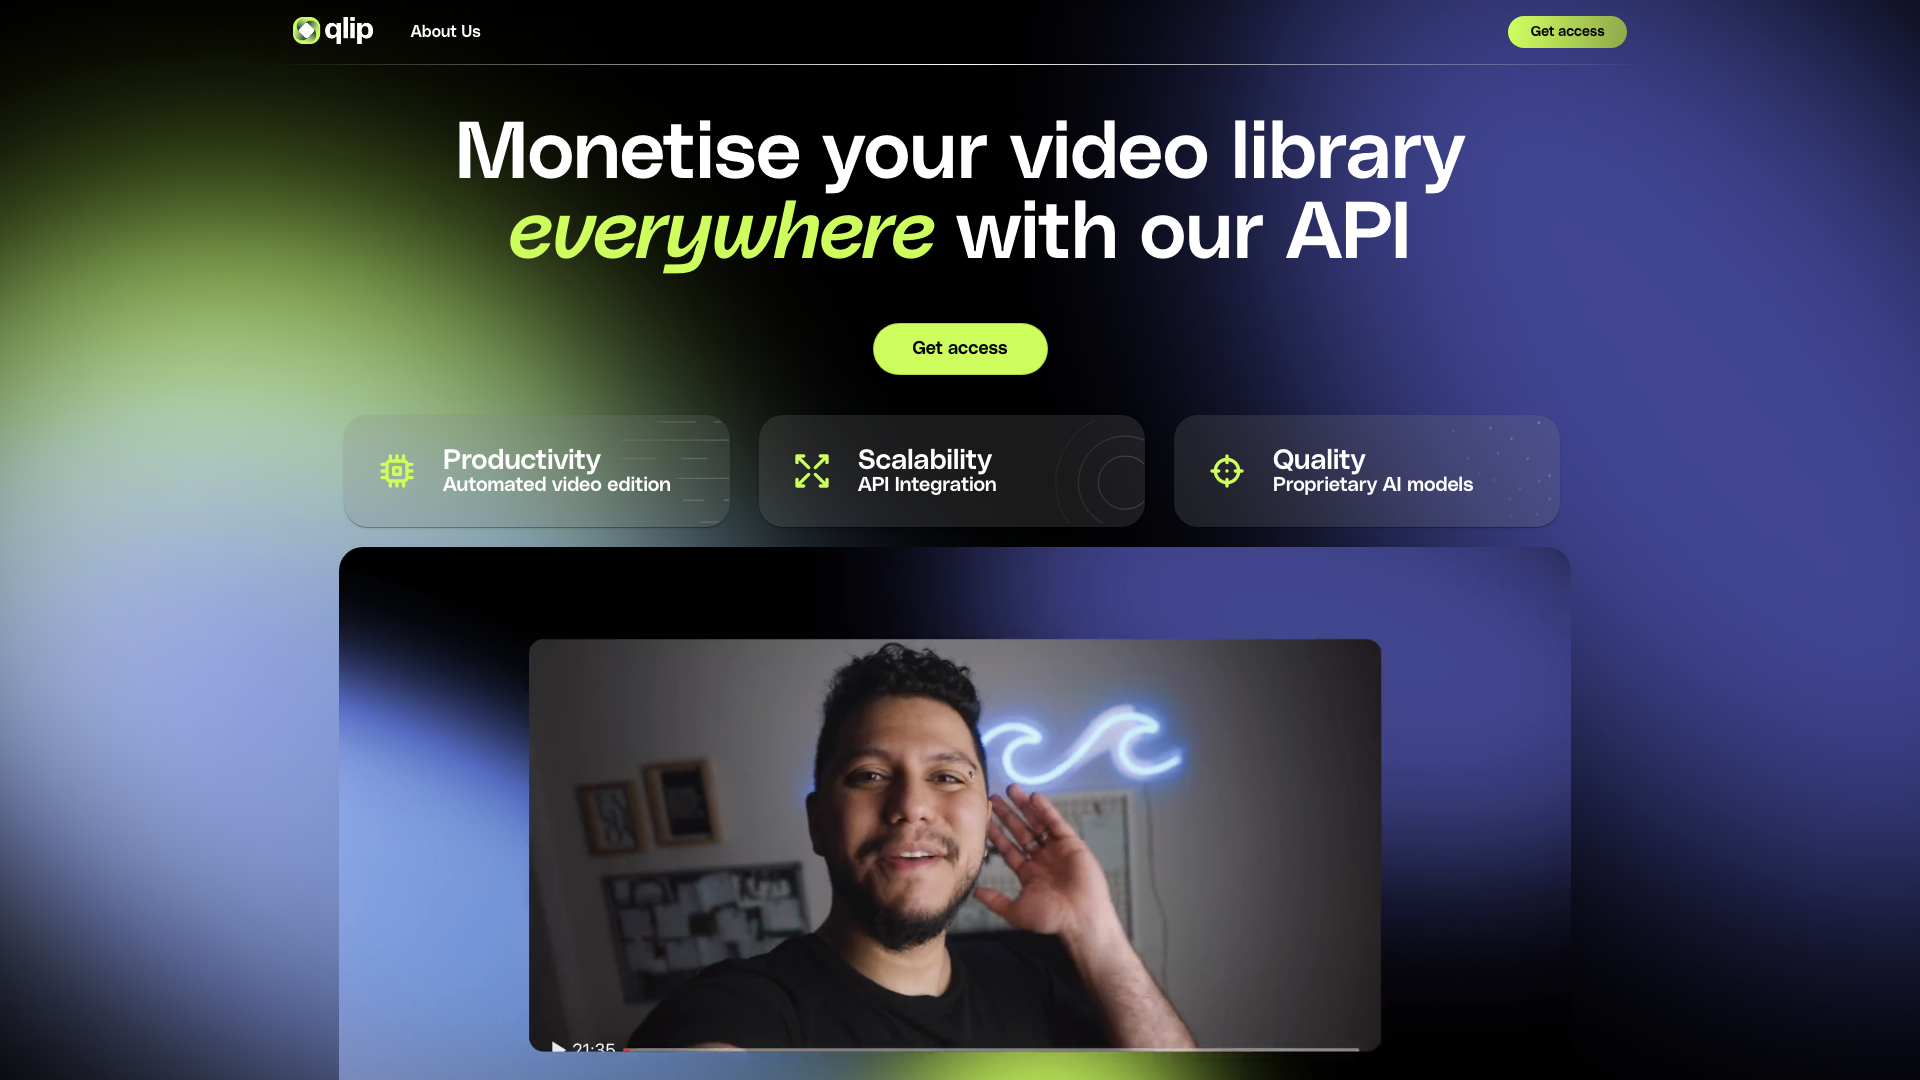 qlip
About Us
Get access
Monetise your video library
everywhere with our API
Get access
Productivity
Automated video edition
Scalability
API Integration
Quality
Proprietary AI models
21:35